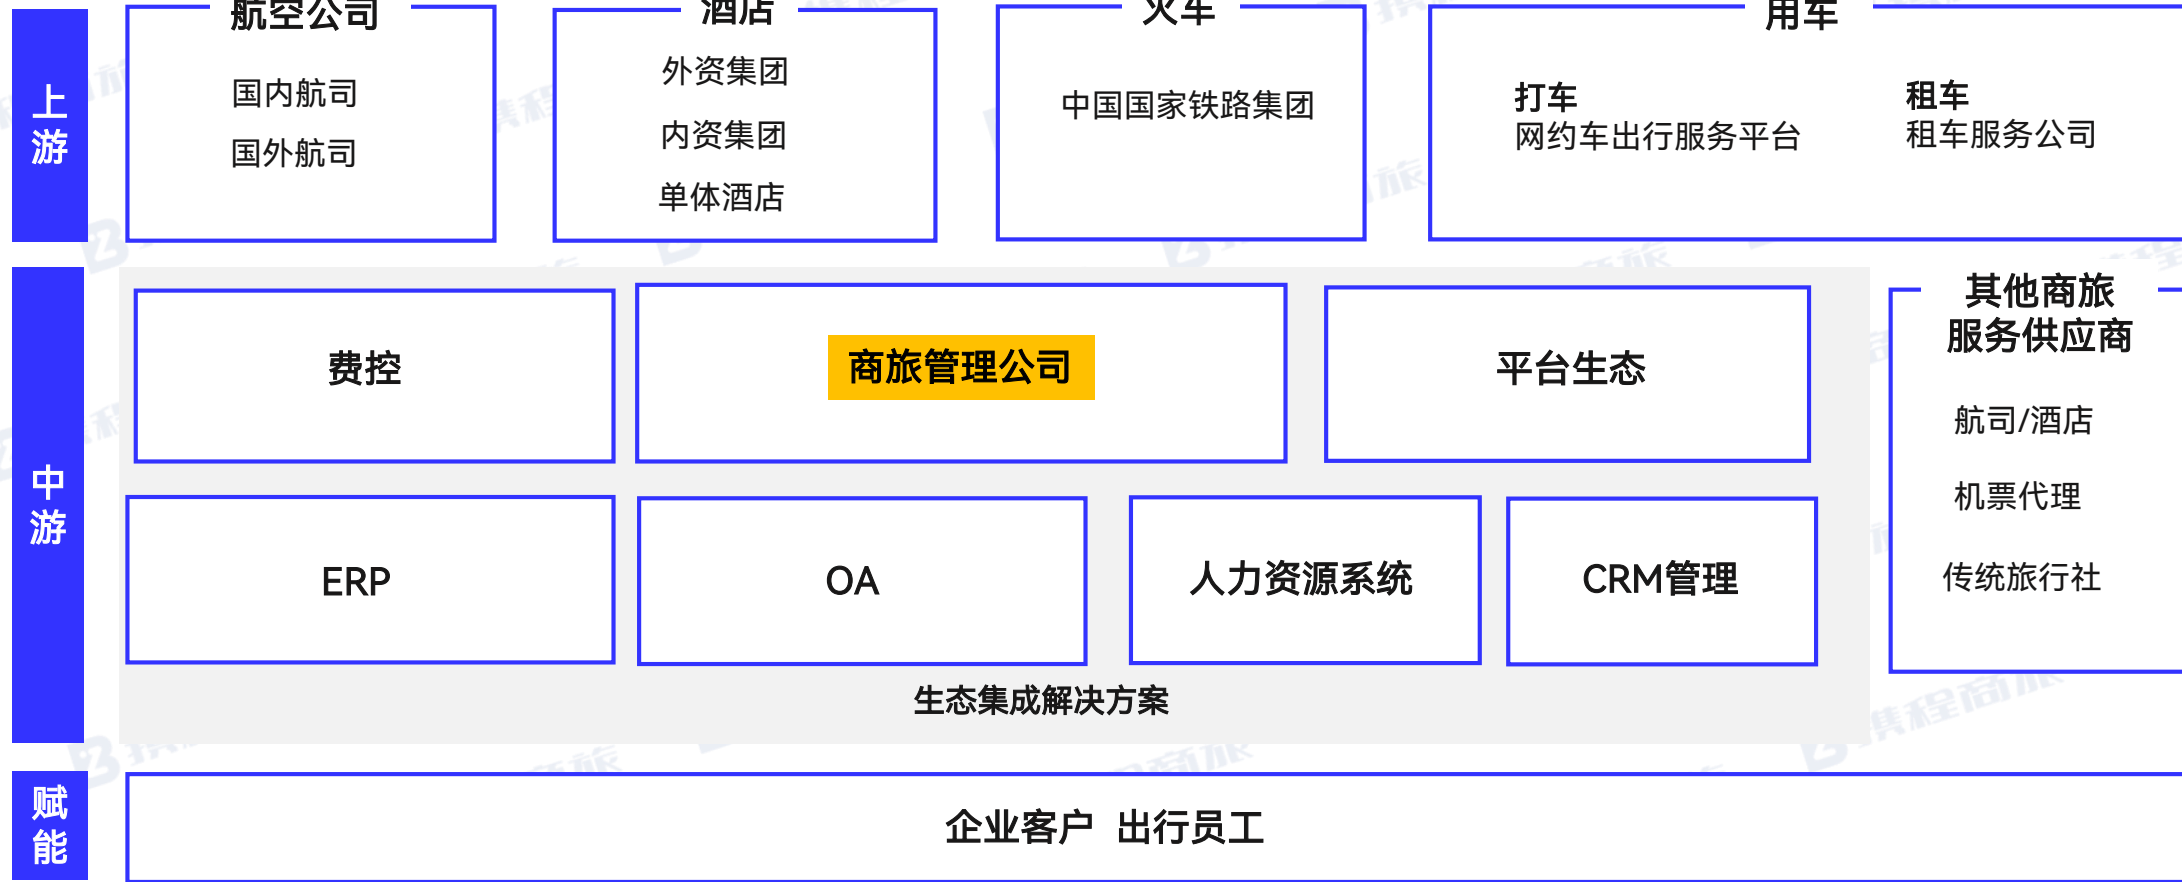 航空公司
国内航司
国外航司
酒店
外资集团
内资集团
单体酒店
火车
中国国家铁路集团
用车
打车
网约车出行服务平台
租车
租车服务公司
上
游
中
游
费控
商旅管理公司
平台生态
ERP
OA
人力资源系统
CRM管理
生态集成解决方案
其他商旅
服务供应商
航司/酒店
机票代理
传统旅行社
赋
能
企业客户 出行员工
携程商旅